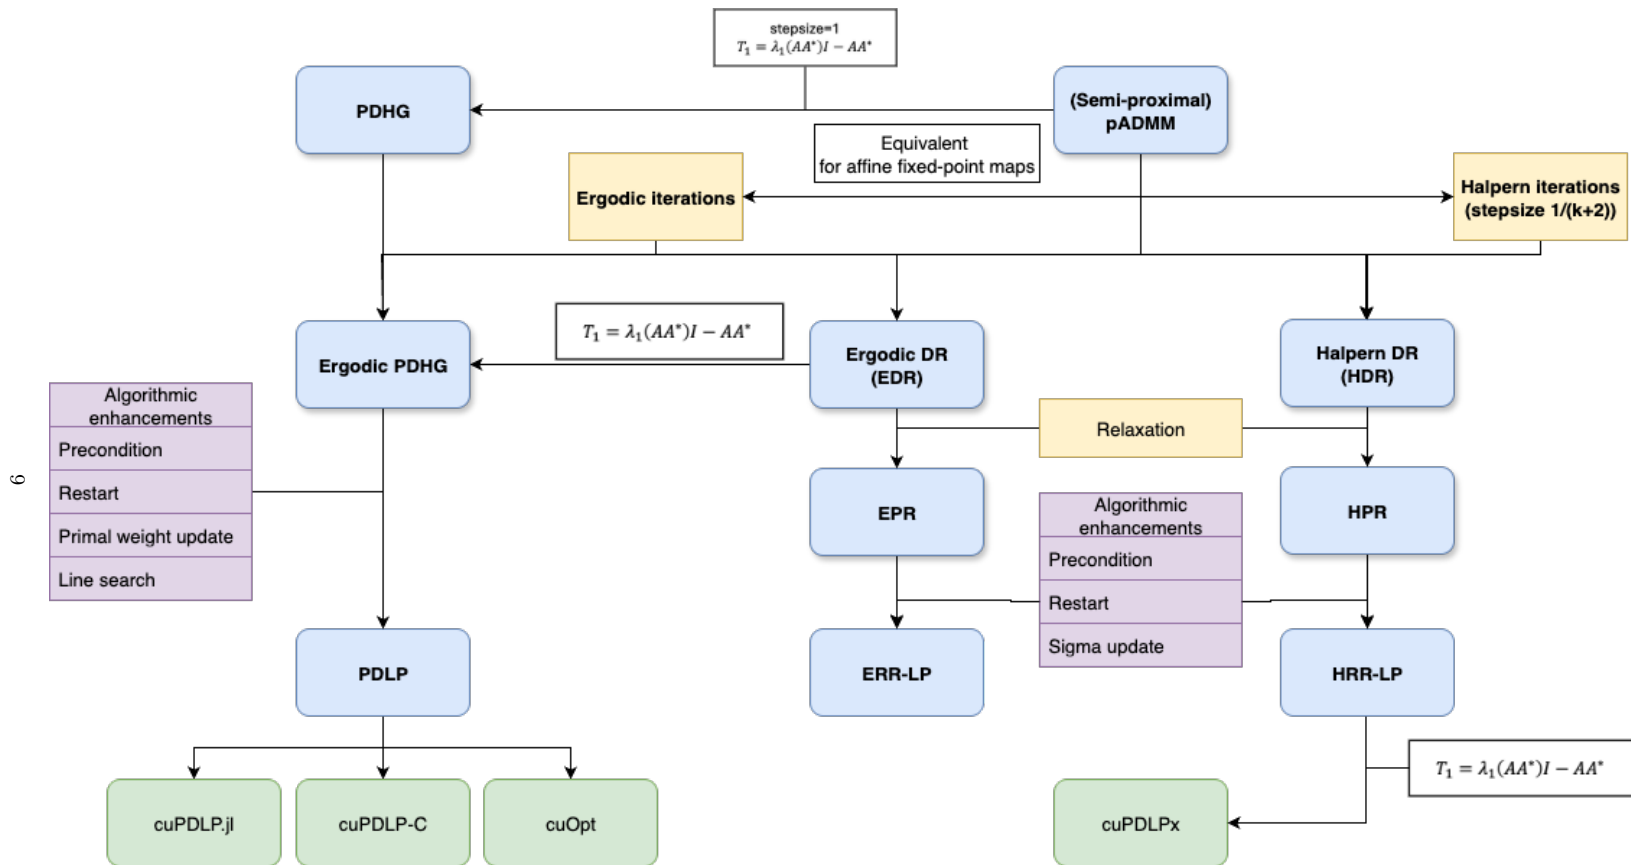 stepsize=1
T₁ = λ₁(AA*)I − AA*
PDHG
(Semi-proximal)
pADMM
Equivalent
for affine fixed-point maps
Ergodic iterations
Halpern iterations
(stepsize 1/(k+2))
T₁ = λ₁(AA*)I − AA*
Ergodic PDHG
Ergodic DR
(EDR)
Halpern DR
(HDR)
Algorithmic
enhancements
Precondition
Restart
Primal weight update
Line search
Relaxation
6
EPR
Algorithmic
enhancements
Precondition
Restart
Sigma update
HPR
PDLP
ERR-LP
HRR-LP
T₁ = λ₁(AA*)I − AA*
cuPDLP.jl
cuPDLP-C
cuOpt
cuPDLPx